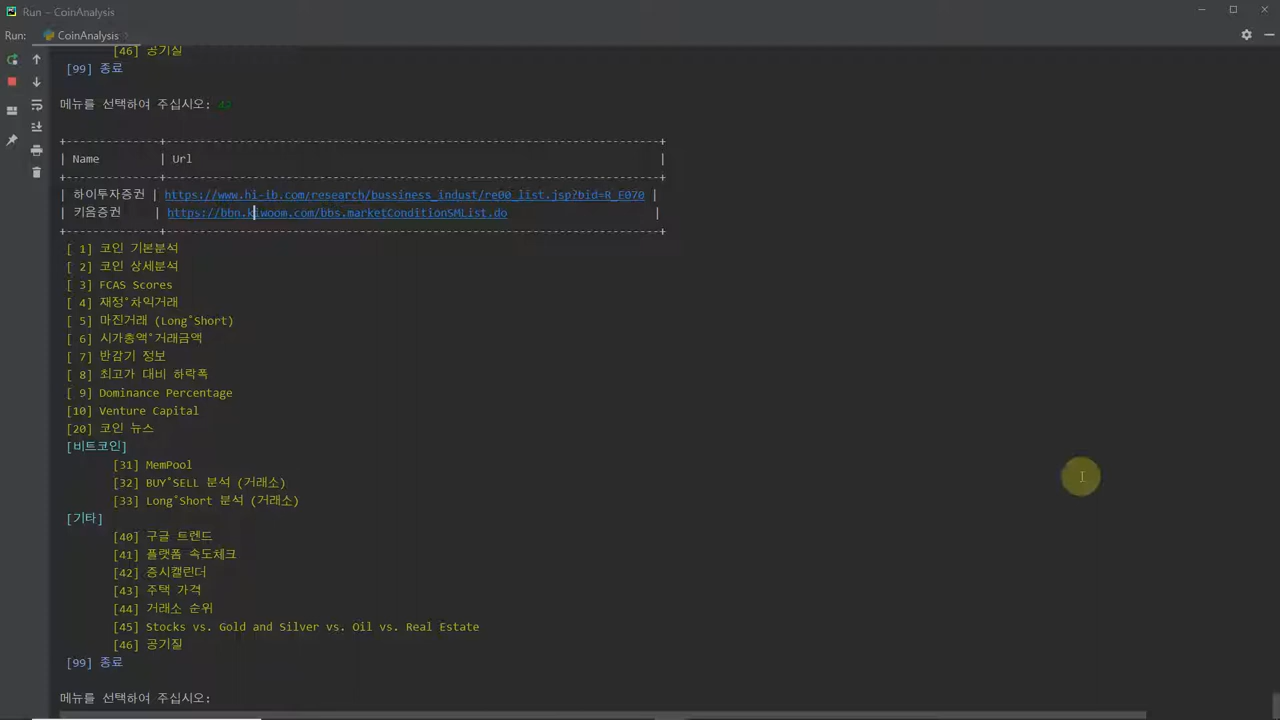 Run – CoinAnalysis
Run: CoinAnalysis
[46] 공기질
[99] 종료
메뉴를 선택하여 주십시오: 42
+--------------+----------------------------------------------------------------------------+
| Name | Url |
+--------------+----------------------------------------------------------------------------+
| 하이투자증권 | https://www.hi-ib.com/research/bussiness_indust/re00_list.jsp?bid=R_E070 |
| 키움증권 | https://bbn.kiwoom.com/bbs.marketConditionSMList.do |
+--------------+----------------------------------------------------------------------------+
[ 1] 코인 기본분석
[ 2] 코인 상세분석
[ 3] FCAS Scores
[ 4] 재정˚차익거래
[ 5] 마진거래 (Long˚Short)
[ 6] 시가총액˚거래금액
[ 7] 반감기 정보
[ 8] 최고가 대비 하락폭
[ 9] Dominance Percentage
[10] Venture Capital
[20] 코인 뉴스
[비트코인]
[31] MemPool
[32] BUY˚SELL 분석 (거래소)
[33] Long˚Short 분석 (거래소)
[기타]
[40] 구글 트렌드
[41] 플랫폼 속도체크
[42] 증시캘린더
[43] 주택 가격
[44] 거래소 순위
[45] Stocks vs. Gold and Silver vs. Oil vs. Real Estate
[46] 공기질
[99] 종료
메뉴를 선택하여 주십시오: